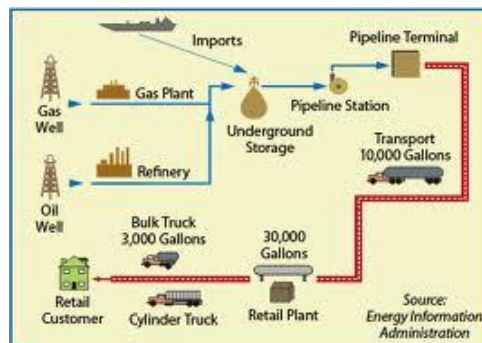 Imports
Pipeline Terminal
Gas Plant
Gas
Well
Underground
Storage
Pipeline Station
Transport
10,000 Gallons
Refinery
Oil
Well
Bulk Truck
3,000 Gallons
30,000
Gallons
Retail
Customer
Cylinder Truck
Retail Plant
Source:
Energy Information
Administration